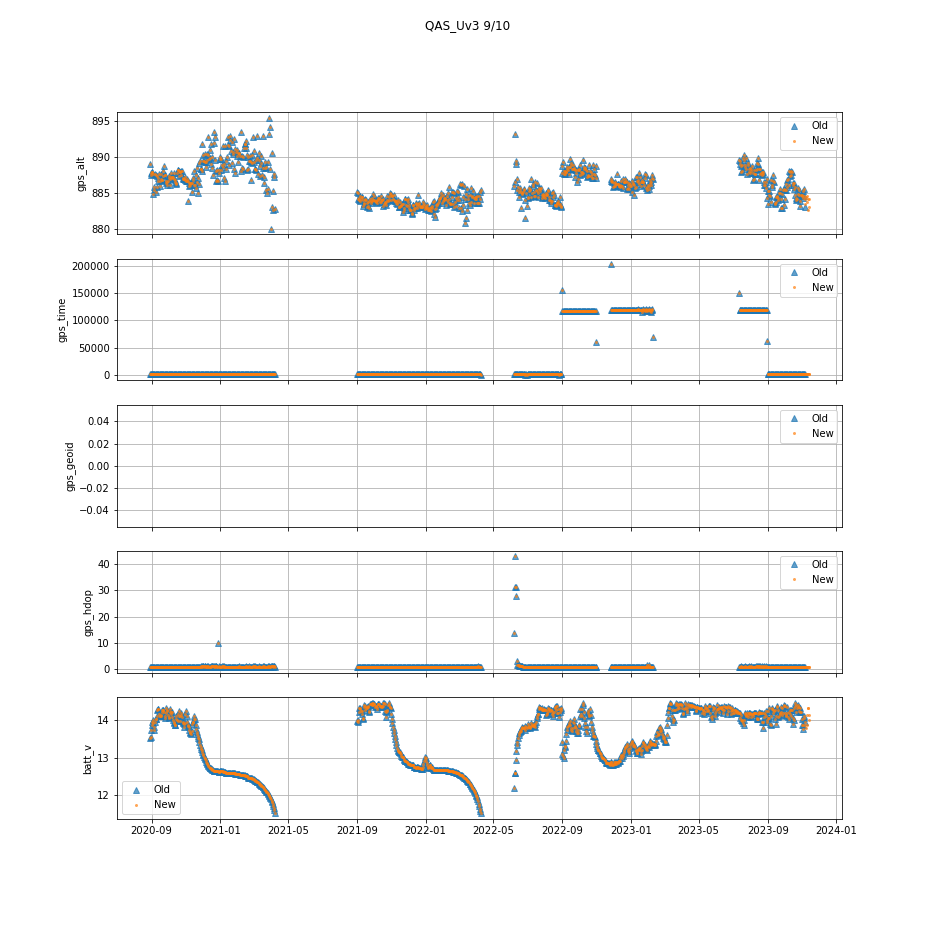 QAS_Uv3 9/10
gps_alt
895
890
885
880
Old
New
gps_time
200000
150000
100000
50000
0
Old
New
gps_geoid
0.04
0.02
0.00
−0.02
−0.04
Old
New
gps_hdop
40
30
20
10
0
Old
New
batt_v
14
13
12
Old
New
2020-09 2021-01 2021-05 2021-09 2022-01 2022-05 2022-09 2023-01 2023-05 2023-09 2024-01